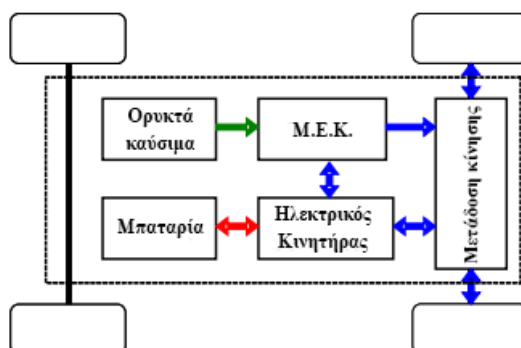 Ορυκτά
καύσιμα
Μ.Ε.Κ.
Μετάδοση κίνησης
Μπαταρία
Ηλεκτρικός
Κινητήρας